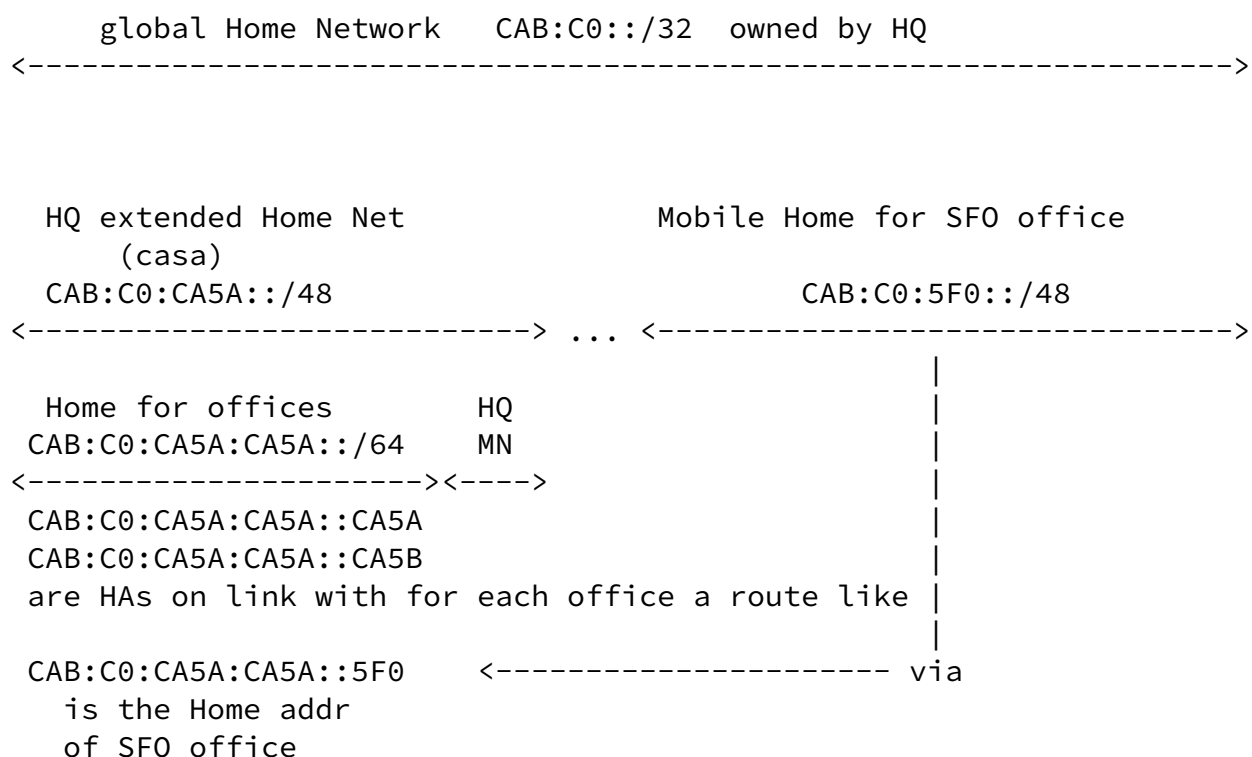 global Home Network CAB:C0::/32 owned by HQ
<------------------------------------------------------------------->
HQ extended Home Net Mobile Home for SFO office
(casa)
CAB:C0:CA5A::/48 CAB:C0:5F0::/48
<----------------------------> ... <-------------------------------->
|
Home for offices HQ |
CAB:C0:CA5A:CA5A::/64 MN |
<----------------------><----> |
CAB:C0:CA5A:CA5A::CA5A |
CAB:C0:CA5A:CA5A::CA5B |
are HAs on link with for each office a route like |
|
CAB:C0:CA5A:CA5A::5F0 <---------------------- via
is the Home addr
of SFO office